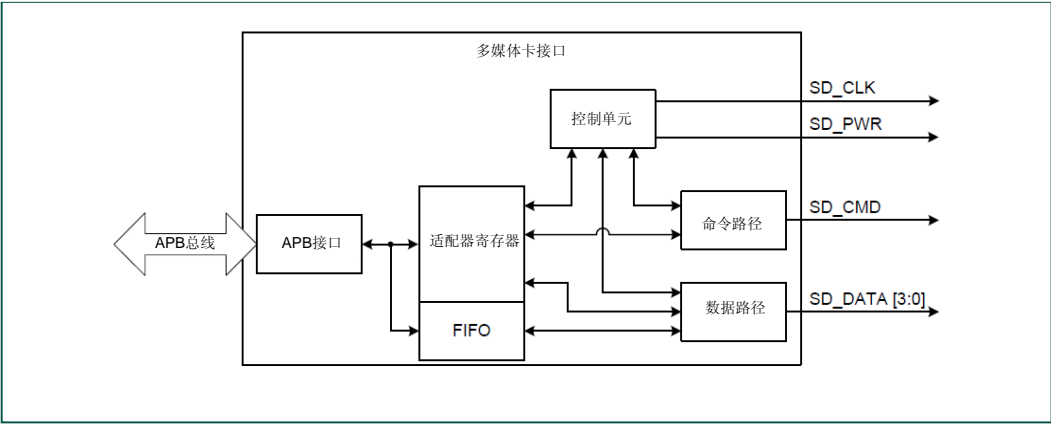 多媒体卡接口
SD_CLK
控制单元
SD_PWR
SD_CMD
命令路径
APB总线
APB接口
适配器寄存器
SD_DATA [3:0]
数据路径
FIFO